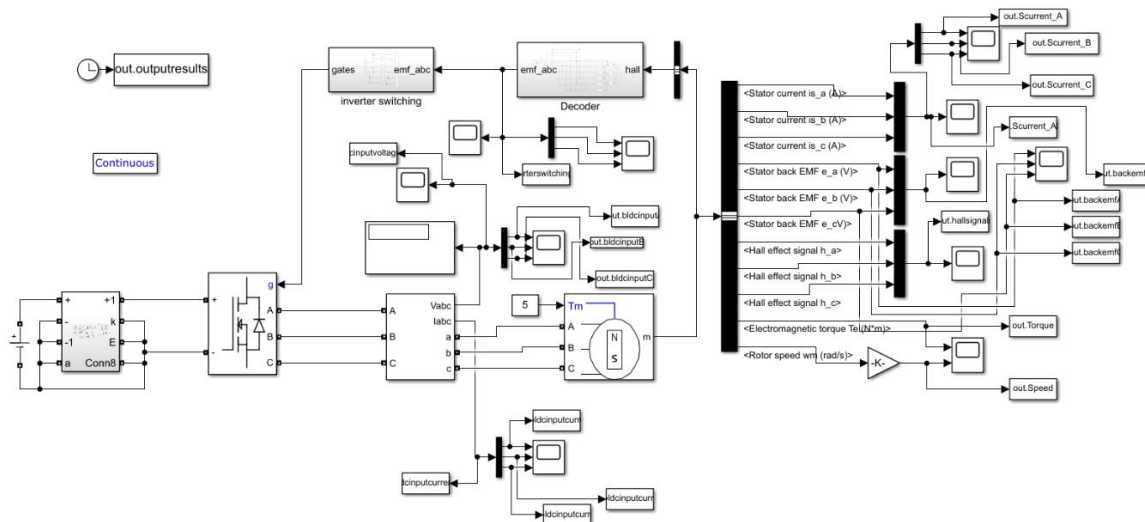 out.outputresults
Continuous
gates
emf_abc
inverter switching
emf_abc
hall
Decoder
cinputvoltag
rterswitching
ut.bldcinputA
out.bldcinputB
out.bldcinputC
+
-
-1
a
+1
k
E
Conn8
g
+
-
A
B
C
A
B
C
Vabc
Iabc
a
b
c
5
Tm
A
B
C
N
S
m
ldcinputcurr
dcinputcurre
ldcinputcurr
ldcinputcurr
<Stator current is_a (A)>
<Stator current is_b (A)>
<Stator current is_c (A)>
<Stator back EMF e_a (V)>
<Stator back EMF e_b (V)>
<Stator back EMF e_cV)>
<Hall effect signal h_a>
<Hall effect signal h_b>
<Hall effect signal h_c>
<Electromagnetic torque Te (N*m)>
<Rotor speed wm (rad/s)>
-K-
out.Scurrent_A
out.Scurrent_B
out.Scurrent_C
.Scurrent_A
ut.backemf
ut.backemfA
ut.backemfB
ut.backemfC
ut.hallsignal
out.Torque
out.Speed